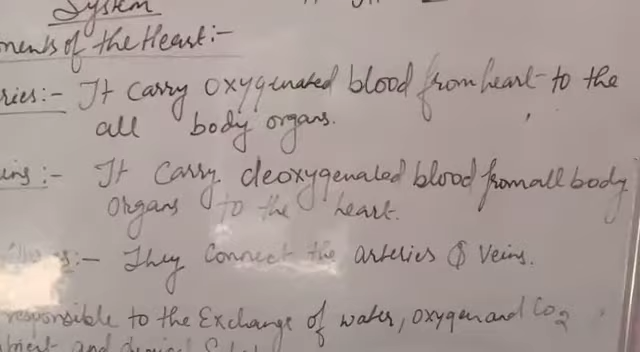 System
nents of the Heart:-
ries:- It carry oxygenated blood from heart to the
all body organs.
ins:- It carry deoxygenated blood from all body
organs to the heart.
:- They connect the arteries & veins.
responsible to the Exchange of water, oxygen and CO2
and